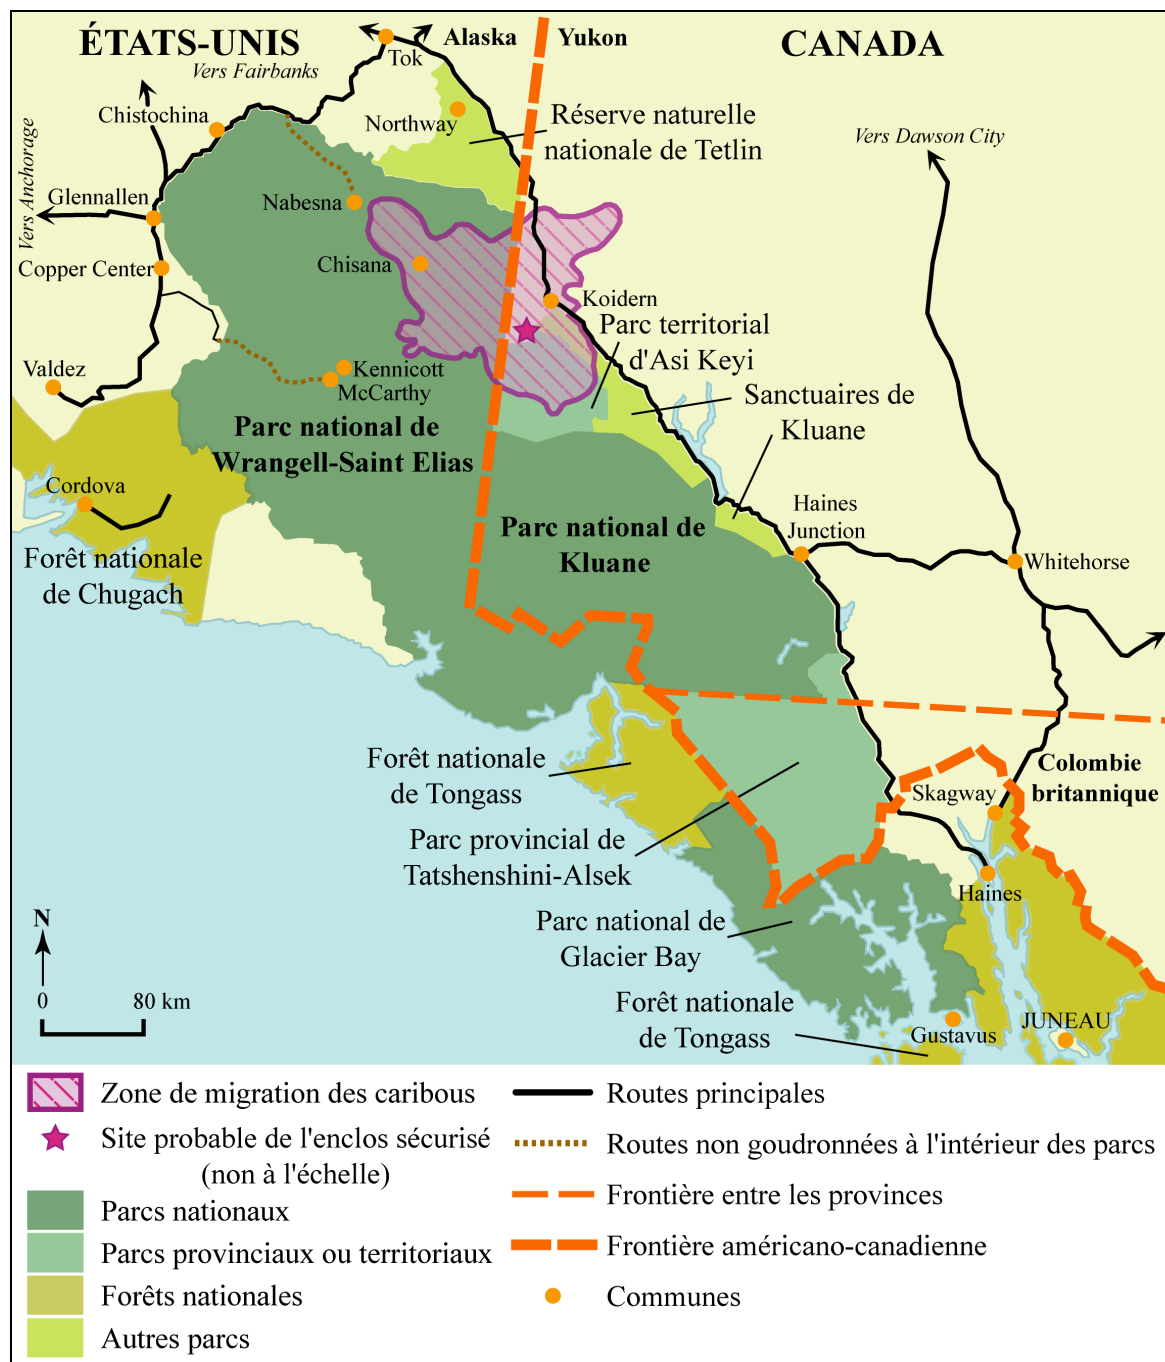 ÉTATS-UNIS
Alaska
Yukon
CANADA
Vers Fairbanks
Tok
Chistochina
Northway
Réserve naturelle
nationale de Tetlin
Vers Dawson City
Vers Anchorage
Glennallen
Nabesna
Copper Center
Chisana
Koidern
Parc territorial
d'Asi Keyi
Valdez
Kennicott
McCarthy
Sanctuaires de
Kluane
Parc national de
Wrangell-Saint Elias
Cordova
Haines
Junction
Parc national de
Kluane
Forêt nationale
de Chugach
Whitehorse
Forêt nationale
de Tongass
Colombie
britannique
Skagway
Parc provincial de
Tatshenshini-Alsek
Haines
Parc national de
Glacier Bay
N
0 80 km
Forêt nationale
de Tongass
Gustavus
JUNEAU
Zone de migration des caribous
Site probable de l'enclos sécurisé
(non à l'échelle)
Parcs nationaux
Parcs provinciaux ou territoriaux
Forêts nationales
Autres parcs
Routes principales
Routes non goudronnées à l'intérieur des parcs
Frontière entre les provinces
Frontière américano-canadienne
Communes